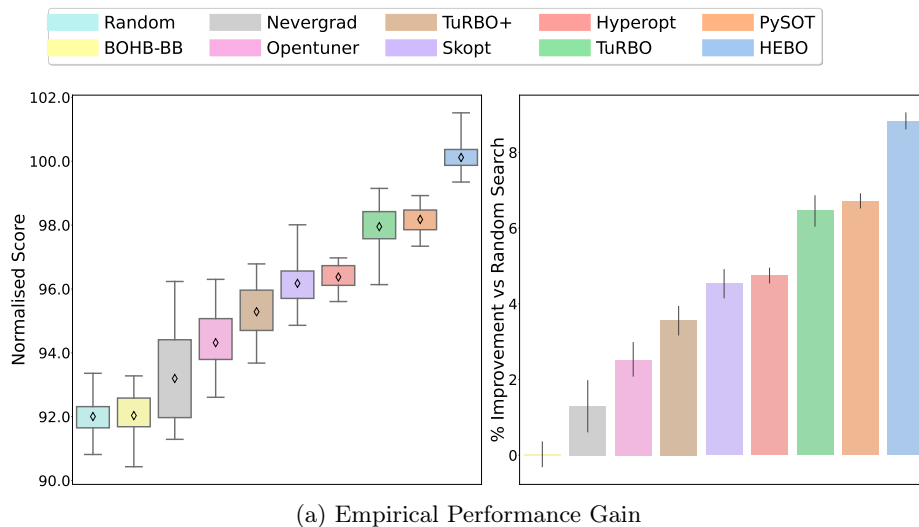 Random Nevergrad TuRBO+ Hyperopt PySOT
BOHB-BB Opentuner Skopt TuRBO HEBO
102.0
100.0
98.0
96.0
94.0
92.0
90.0
Normalised Score
8
6
4
2
0
% Improvement vs Random Search
(a) Empirical Performance Gain